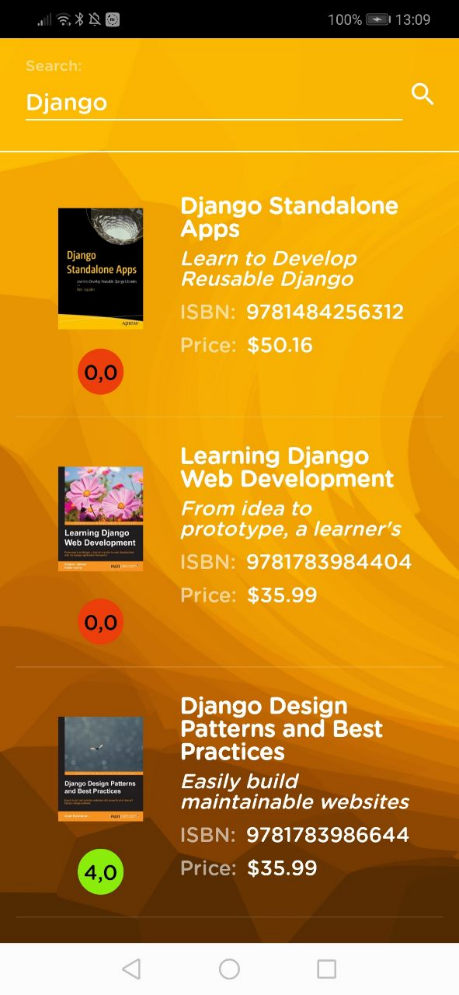 100% 13:09
Search:
Django
Django Standalone
Apps
Learn to Develop
Reusable Django
ISBN: 9781484256312
Price: $50.16
Django
Standalone Apps
0,0
Learning Django
Web Development
From idea to
prototype, a learner's
ISBN: 9781783984404
Price: $35.99
Learning Django
Web Development
0,0
Django Design
Patterns and Best
Practices
Easily build
maintainable websites
ISBN: 9781783986644
Price: $35.99
Django Design Patterns
and Best Practices
4,0